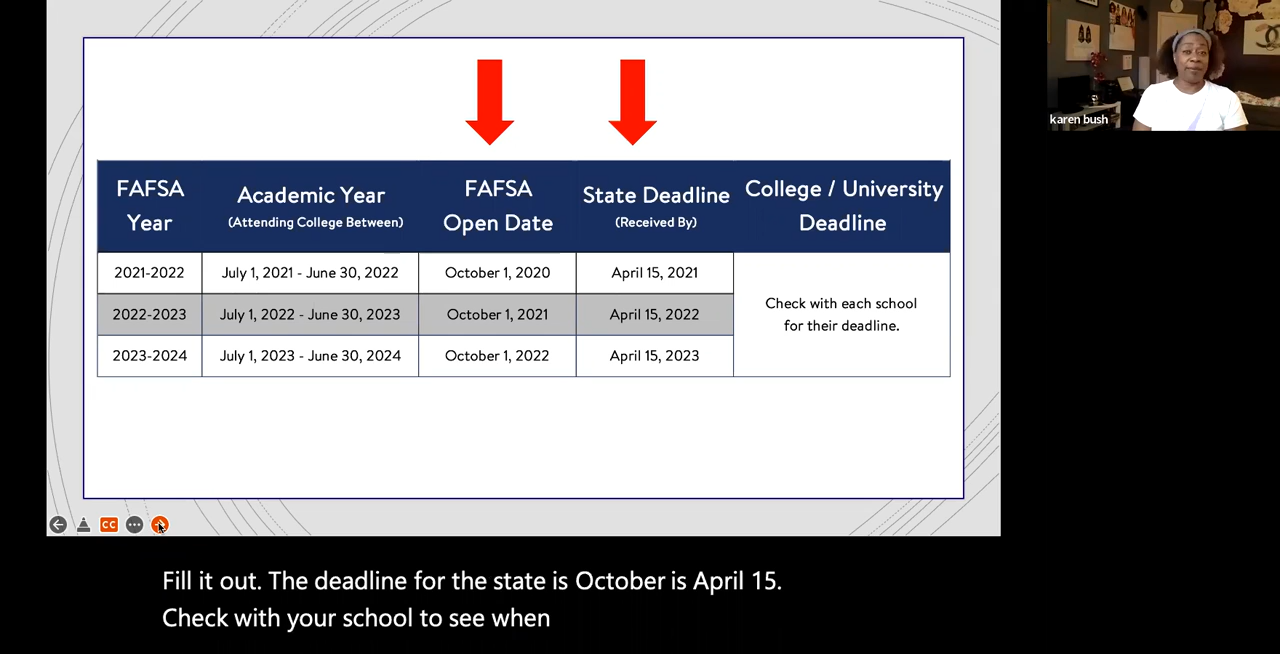 FAFSA
Year
Academic Year
(Attending College Between)
FAFSA
Open Date
State Deadline
(Received By)
College / University
Deadline
2021-2022
July 1, 2021 - June 30, 2022
October 1, 2020
April 15, 2021
2022-2023
July 1, 2022 - June 30, 2023
October 1, 2021
April 15, 2022
2023-2024
July 1, 2023 - June 30, 2024
October 1, 2022
April 15, 2023
Check with each school
for their deadline.
karen bush
CC
Fill it out. The deadline for the state is October is April 15.
Check with your school to see when